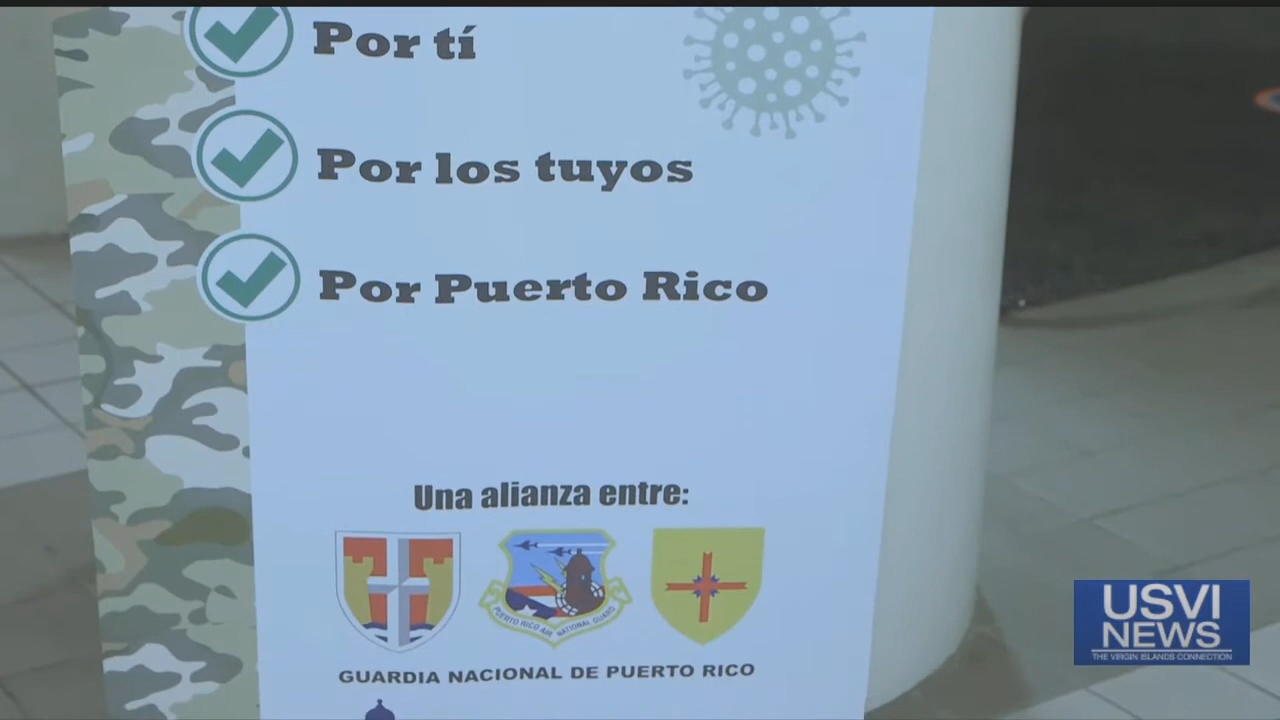 Por tí
Por los tuyos
Por Puerto Rico
Una alianza entre:
PUERTO RICO AIR NATIONAL GUARD
GUARDIA NACIONAL DE PUERTO RICO
USVI
NEWS
THE VIRGIN ISLANDS CONNECTION